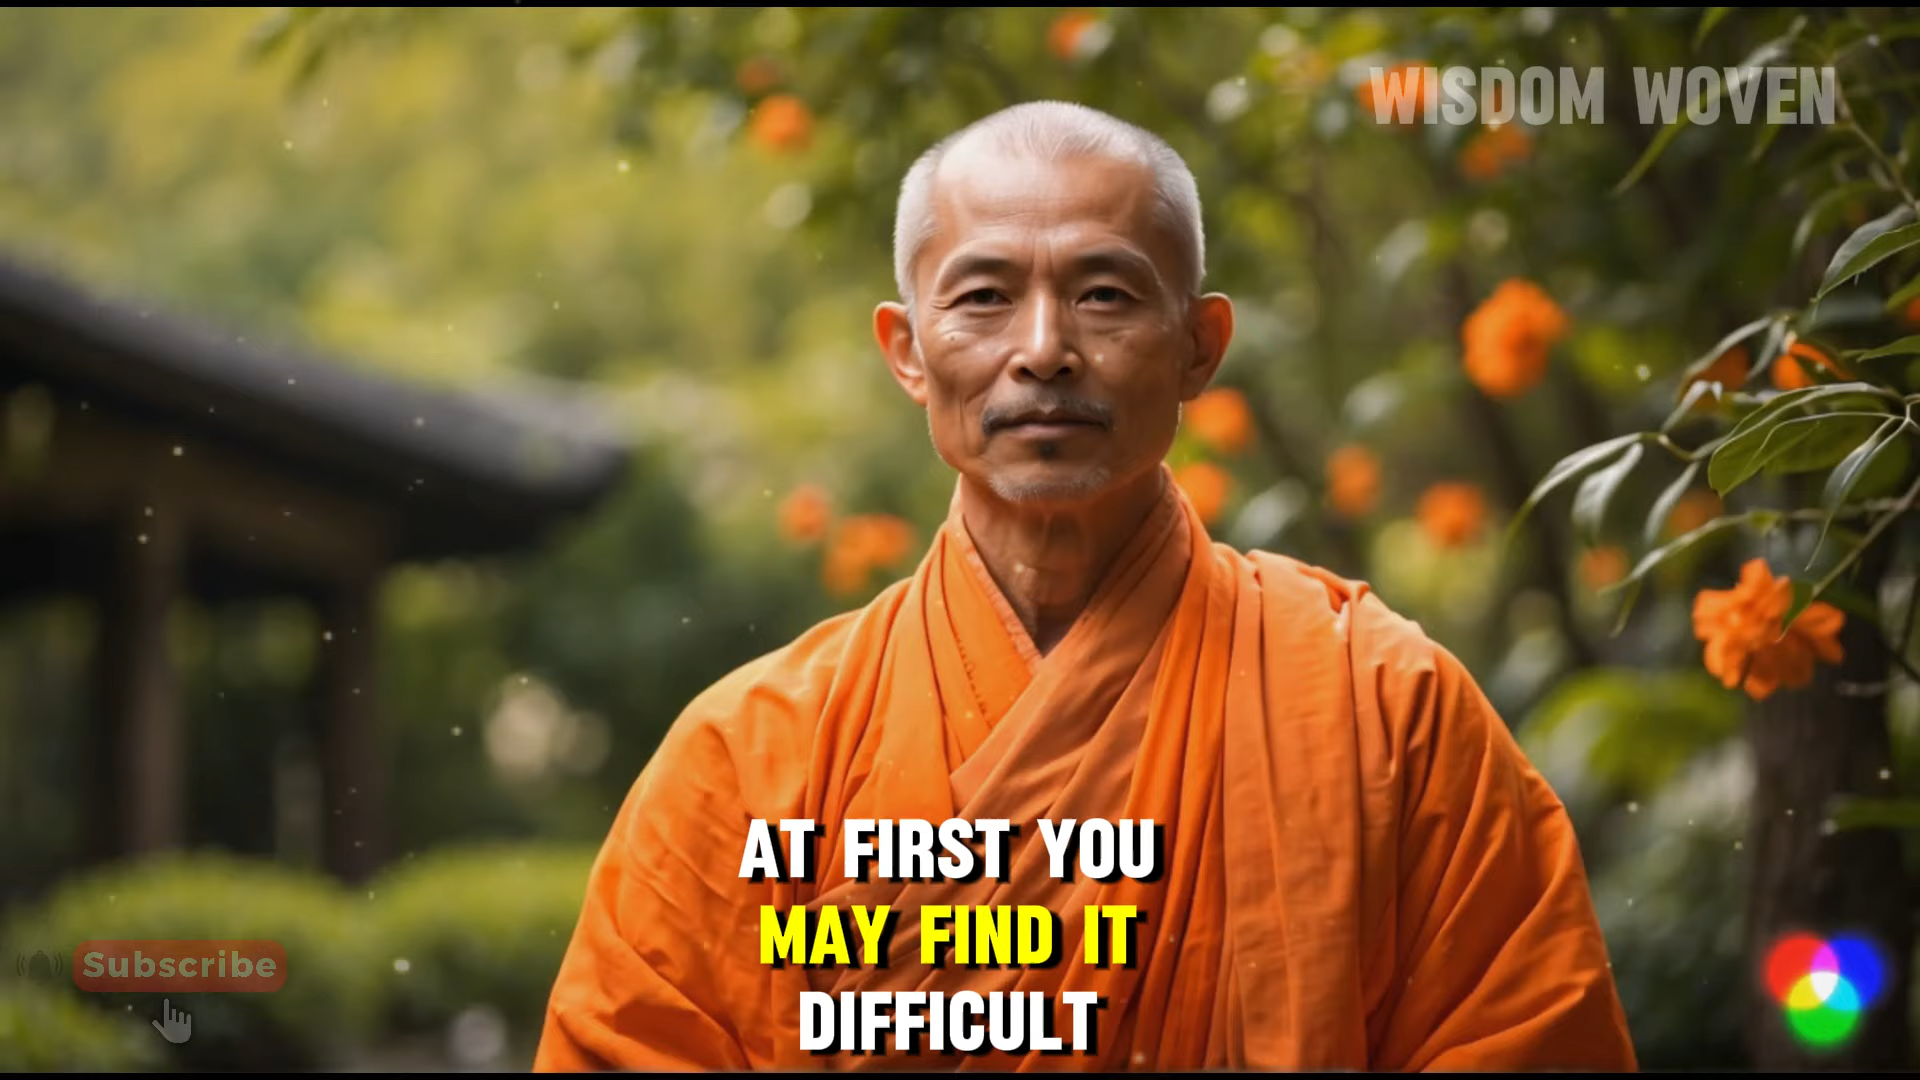 WISDOM WOVEN
AT FIRST YOU
MAY FIND IT
DIFFICULT
Subscribe